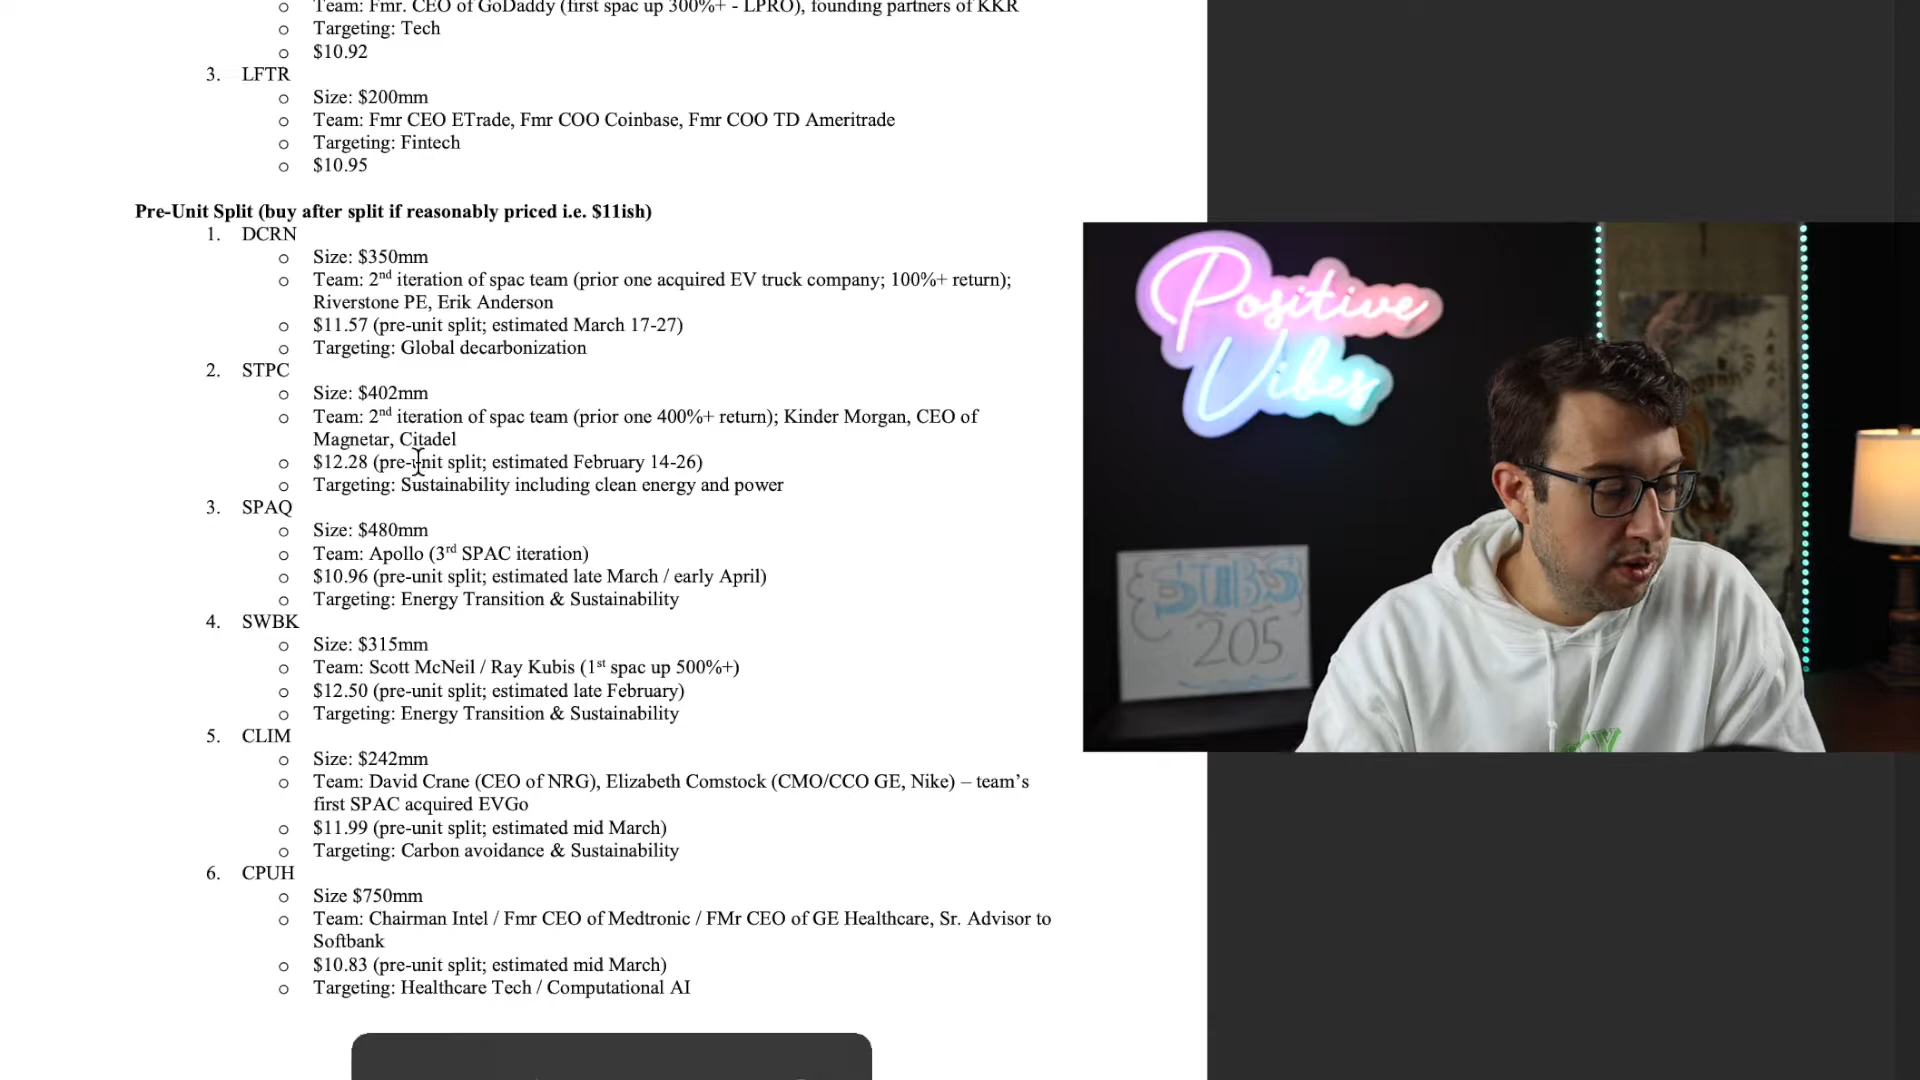 Team: Fmr. CEO of GoDaddy (first spac up 300%+ - LPRO), founding partners of KKR
Targeting: Tech
$10.92
3. LFTR
Size: $200mm
Team: Fmr CEO ETrade, Fmr COO Coinbase, Fmr COO TD Ameritrade
Targeting: Fintech
$10.95
Pre-Unit Split (buy after split if reasonably priced i.e. $11ish)
1. DCRN
Size: $350mm
Team: 2nd iteration of spac team (prior one acquired EV truck company; 100%+ return);
Riverstone PE, Erik Anderson
$11.57 (pre-unit split; estimated March 17-27)
Targeting: Global decarbonization
2. STPC
Size: $402mm
Team: 2nd iteration of spac team (prior one 400%+ return); Kinder Morgan, CEO of
Magnetar, Citadel
$12.28 (pre-unit split; estimated February 14-26)
Targeting: Sustainability including clean energy and power
3. SPAQ
Size: $480mm
Team: Apollo (3rd SPAC iteration)
$10.96 (pre-unit split; estimated late March / early April)
Targeting: Energy Transition & Sustainability
4. SWBK
Size: $315mm
Team: Scott McNeil / Ray Kubis (1st spac up 500%+)
$12.50 (pre-unit split; estimated late February)
Targeting: Energy Transition & Sustainability
5. CLIM
Size: $242mm
Team: David Crane (CEO of NRG), Elizabeth Comstock (CMO/CCO GE, Nike) – team's
first SPAC acquired EVGo
$11.99 (pre-unit split; estimated mid March)
Targeting: Carbon avoidance & Sustainability
6. CPUH
Size $750mm
Team: Chairman Intel / Fmr CEO of Medtronic / FMr CEO of GE Healthcare, Sr. Advisor to
Softbank
$10.83 (pre-unit split; estimated mid March)
Targeting: Healthcare Tech / Computational AI
Positive
Vibes
205